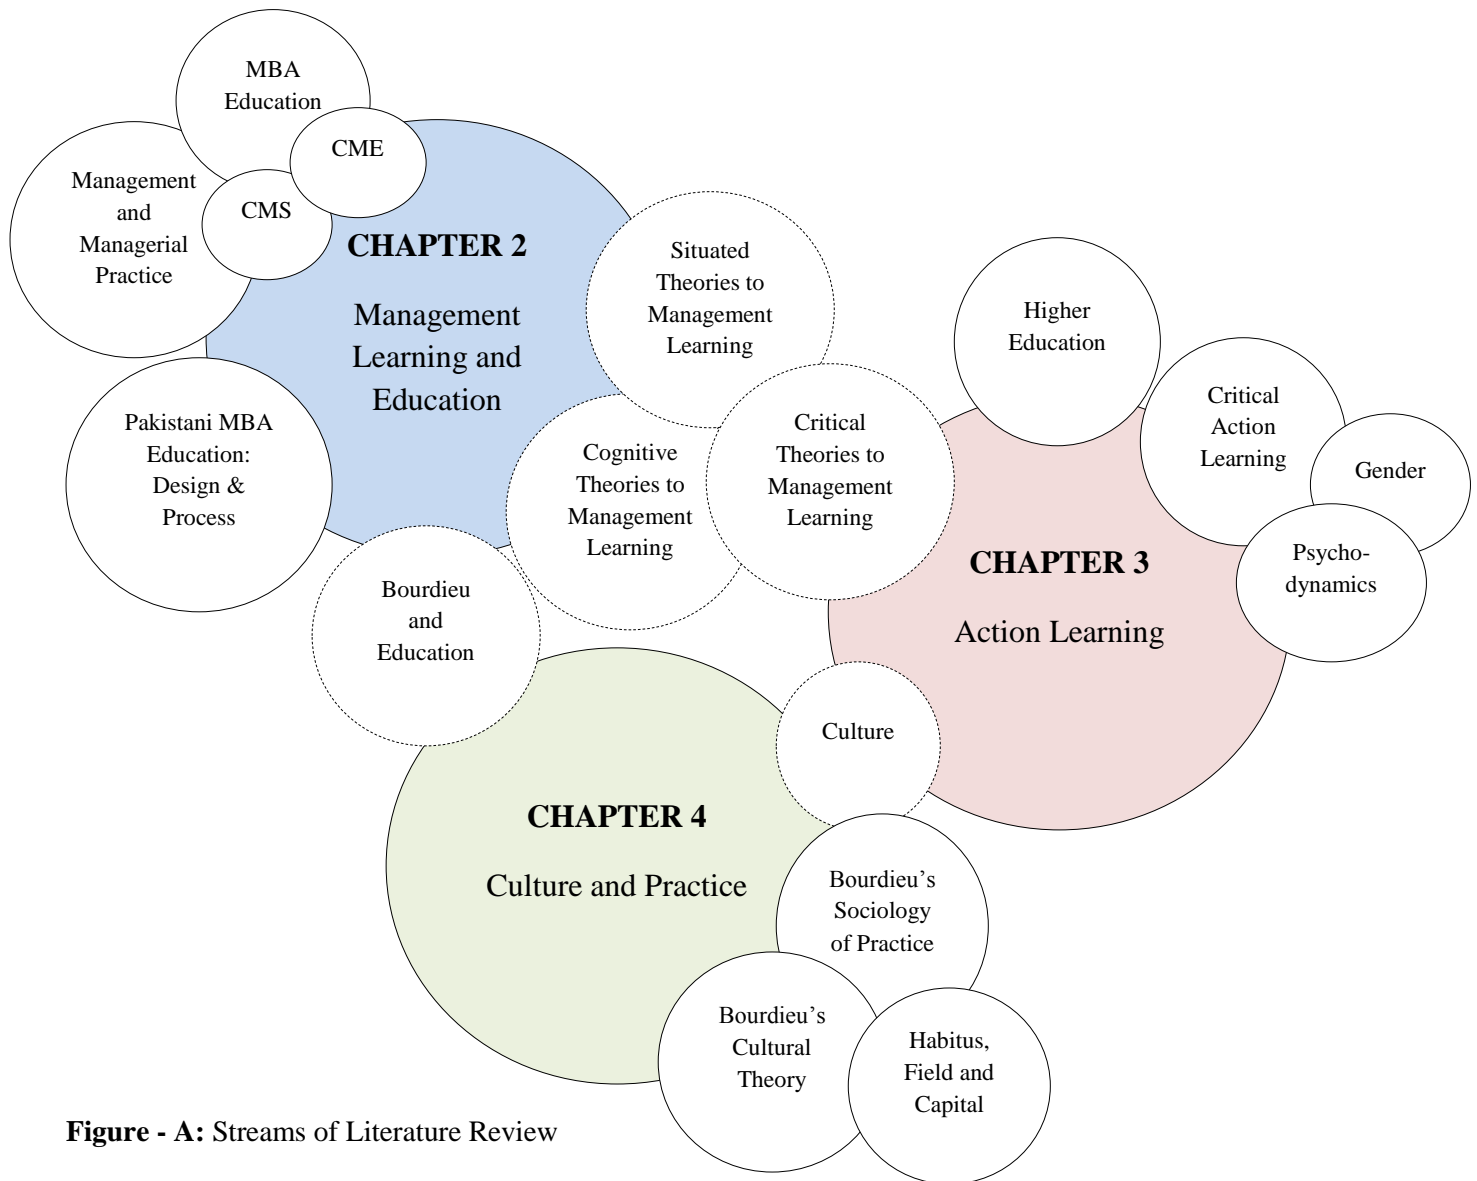 MBA
Education
CME
Management
and
Managerial
Practice
CMS
CHAPTER 2
Management
Learning and
Education
Situated
Theories to
Management
Learning
Higher
Education
Critical
Action
Learning
Gender
Psycho-
dynamics
Pakistani MBA
Education:
Design &
Process
Cognitive
Theories to
Management
Learning
Critical
Theories to
Management
Learning
CHAPTER 3
Action Learning
Bourdieu
and
Education
Culture
CHAPTER 4
Culture and Practice
Bourdieu’s
Sociology
of Practice
Bourdieu’s
Cultural
Theory
Habitus,
Field and
Capital
Figure - A: Streams of Literature Review